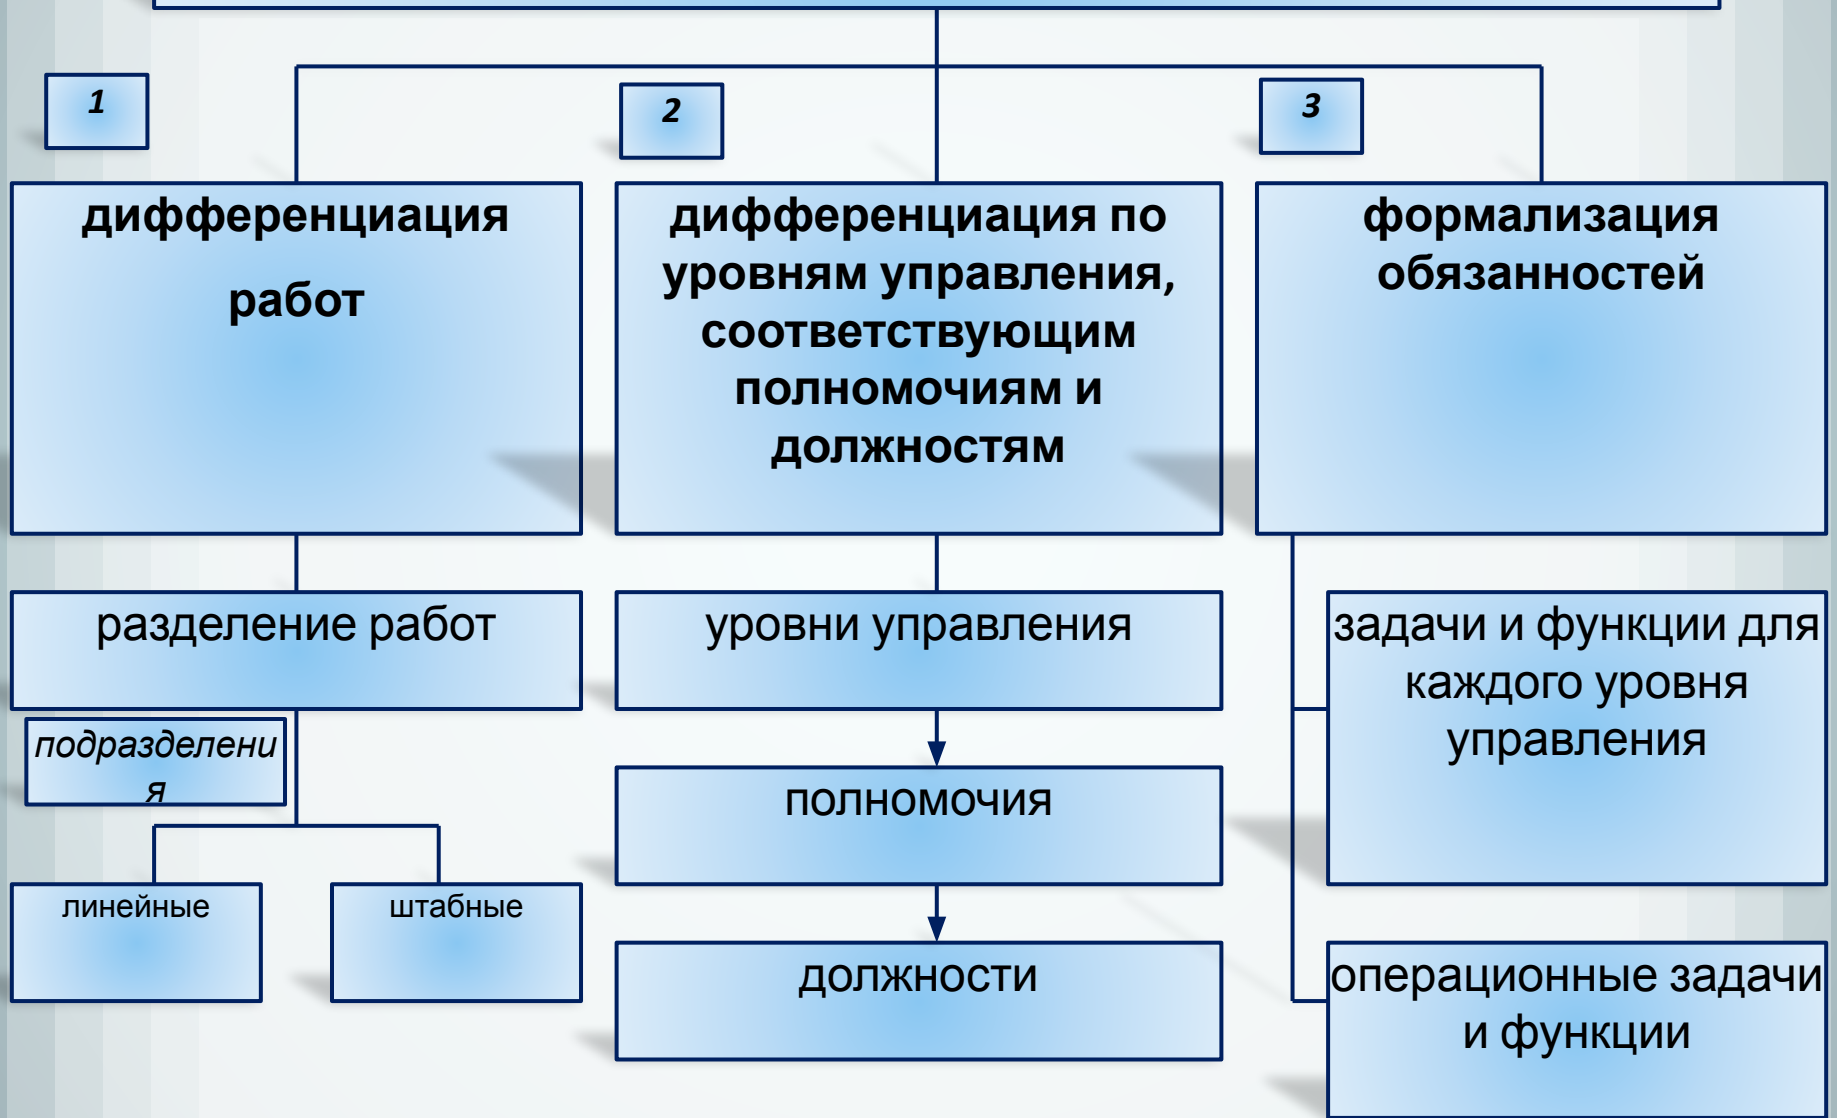 1
2
3
дифференциация
работ
дифференциация по
уровням управления,
соответствующим
полномочиям и
должностям
формализация
обязанностей
разделение работ
уровни управления
задачи и функции для
каждого уровня
управления
подразделени
я
полномочия
линейные
штабные
должности
операционные задачи
и функции